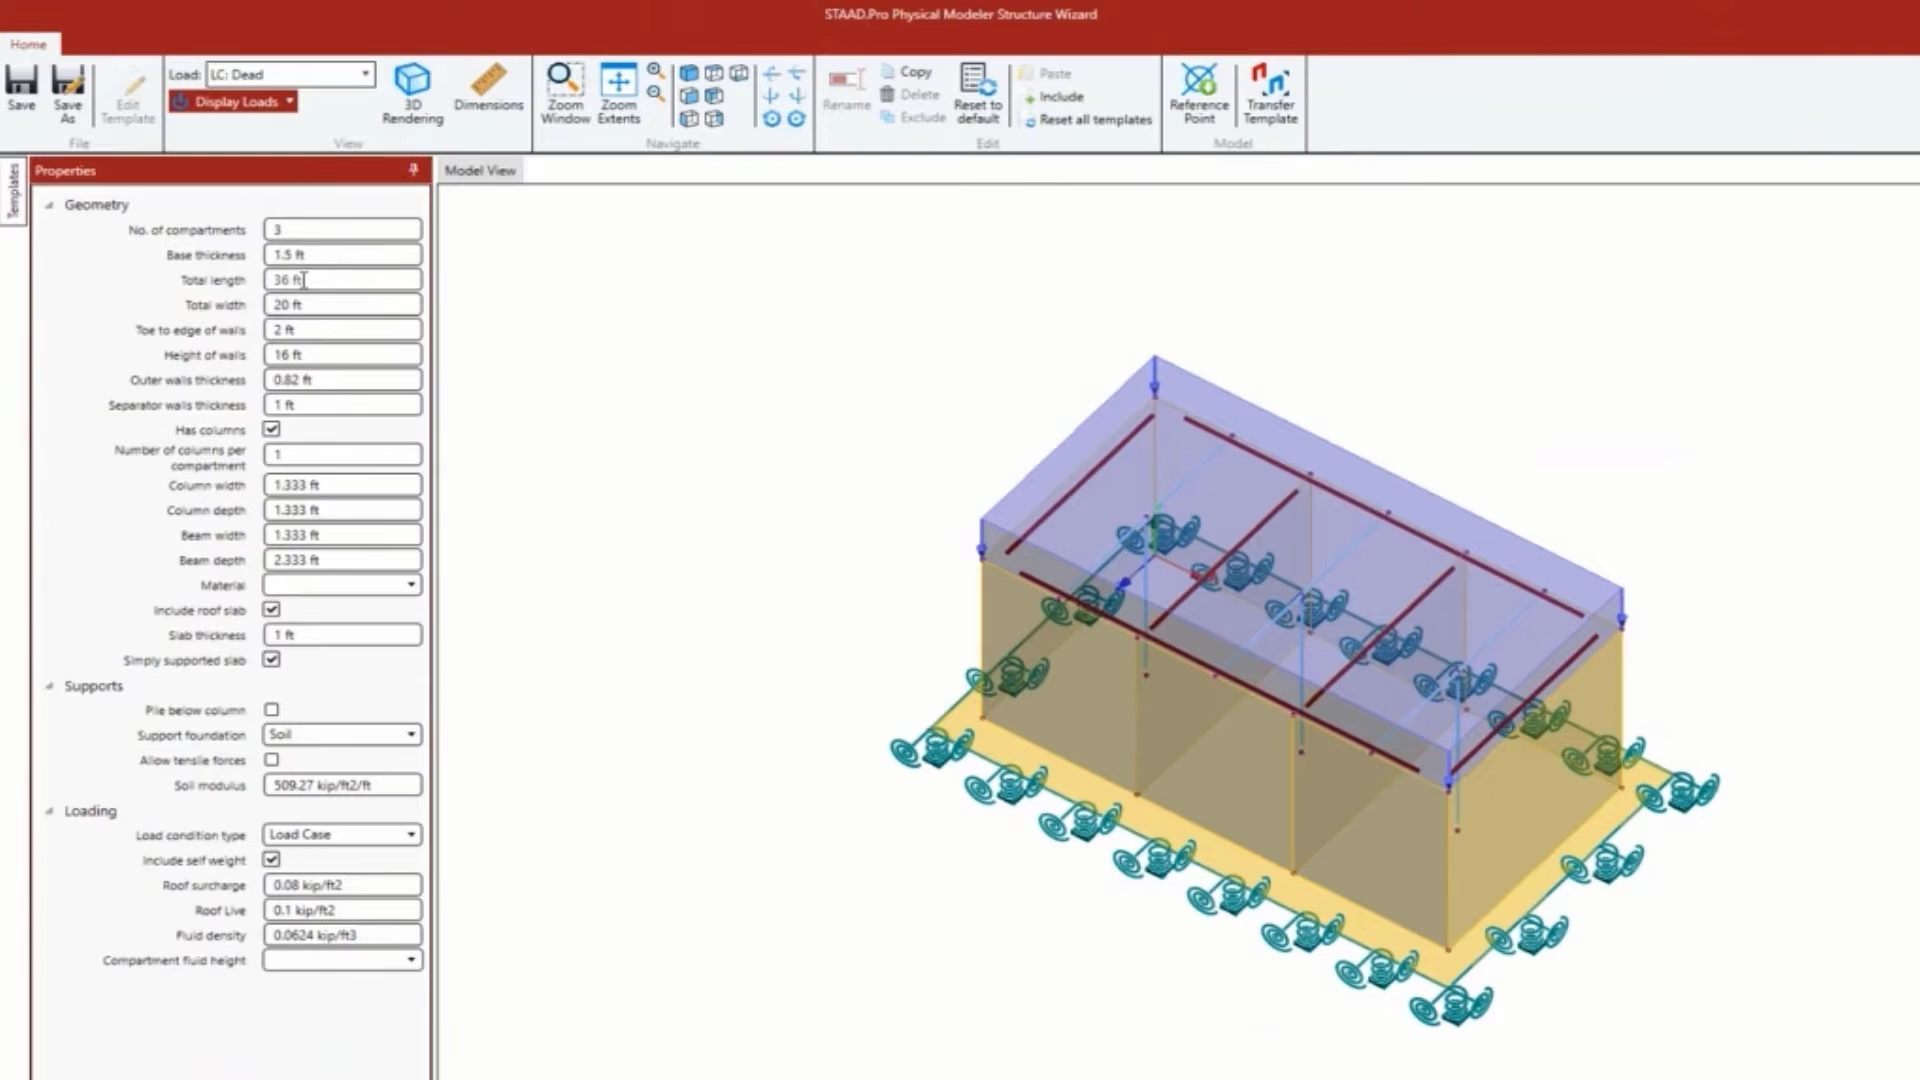 STAAD.Pro Physical Modeler Structure Wizard
Home
Save
Save As
Edit Template
File
Load: LC: Dead
Display Loads
3D Rendering
Dimensions
View
Zoom Window
Zoom Extents
Navigate
Rename
Copy
Delete
Exclude
Reset to default
Paste
Include
Reset all templates
Edit
Reference Point
Transfer Template
Model
Templates
Properties
Model View
Geometry
No. of compartments 3
Base thickness 1.5 ft
Total length 36 ft
Total width 20 ft
Toe to edge of walls 2 ft
Height of walls 16 ft
Outer walls thickness 0.82 ft
Separator walls thickness 1 ft
Has columns
Number of columns per compartment 1
Column width 1.333 ft
Column depth 1.333 ft
Beam width 1.333 ft
Beam depth 2.333 ft
Material
Include roof slab
Slab thickness 1 ft
Simply supported slab
Supports
Pile below column
Support foundation Soil
Allow tensile forces
Soil modulus 509.27 kip/ft2/ft
Loading
Load condition type Load Case
Include self weight
Roof surcharge 0.08 kip/ft2
Roof Live 0.1 kip/ft2
Fluid density 0.0624 kip/ft3
Compartment fluid height